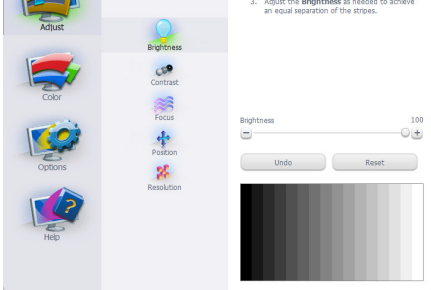 Adjust
Color
Options
Help
Brightness
Contrast
Focus
Position
Resolution
3. Adjust the Brightness as needed to achieve
an equal separation of the stripes.
Brightness 100
Undo Reset